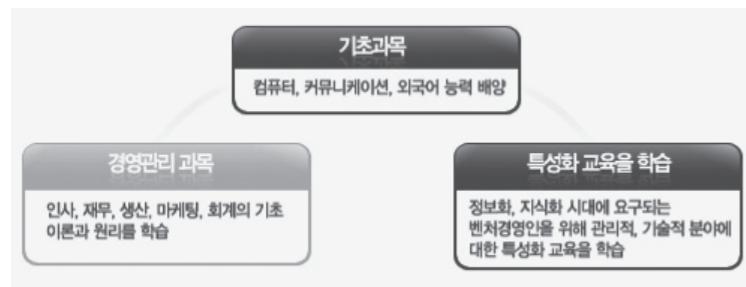 기초과목
컴퓨터, 커뮤니케이션, 외국어 능력 배양
경영관리 과목
인사, 재무, 생산, 마케팅, 회계의 기초
이론과 원리를 학습
특성화 교육을 학습
정보화, 지식화 시대에 요구되는
벤처경영인을 위해 관리적, 기술적 분야에
대한 특성화 교육을 학습